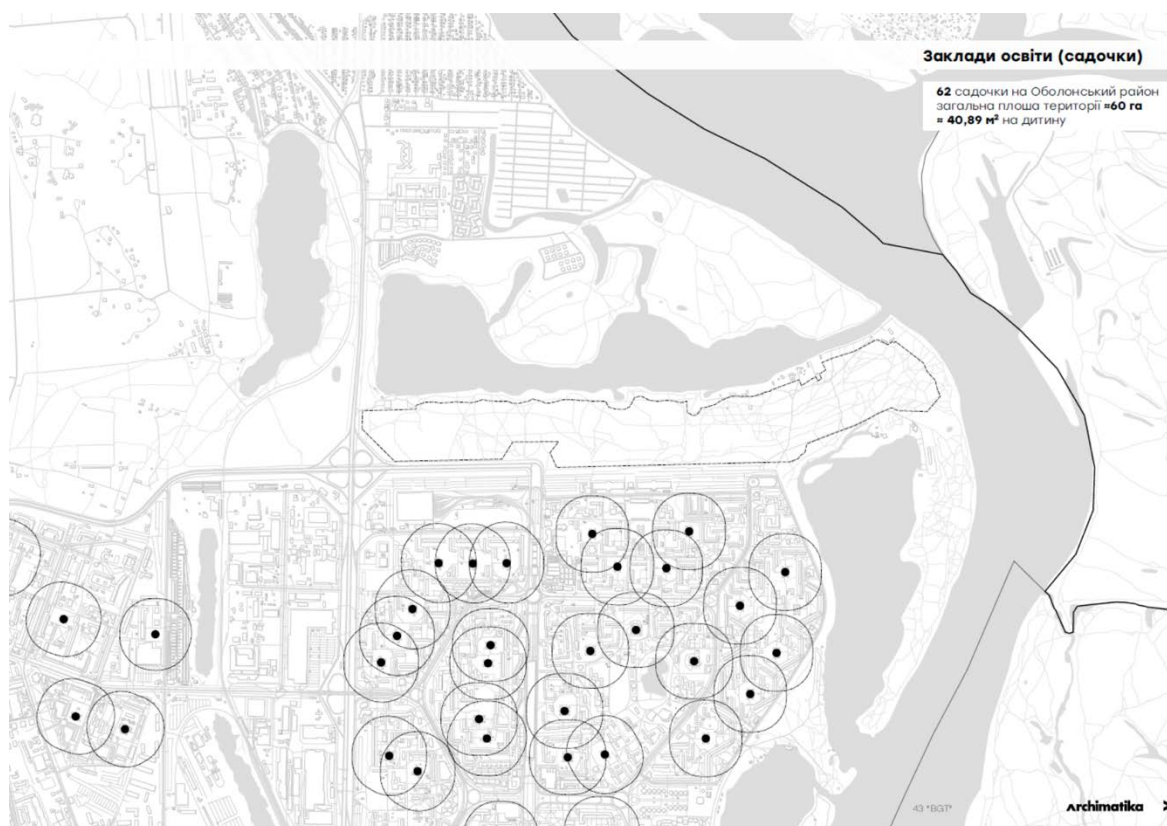 Заклади освіти (садочки)
62 садочки на Оболонський район
загальна площа території ≈60 га
≈ 40,89 м² на дитину
43 *BGT*
Archimatika